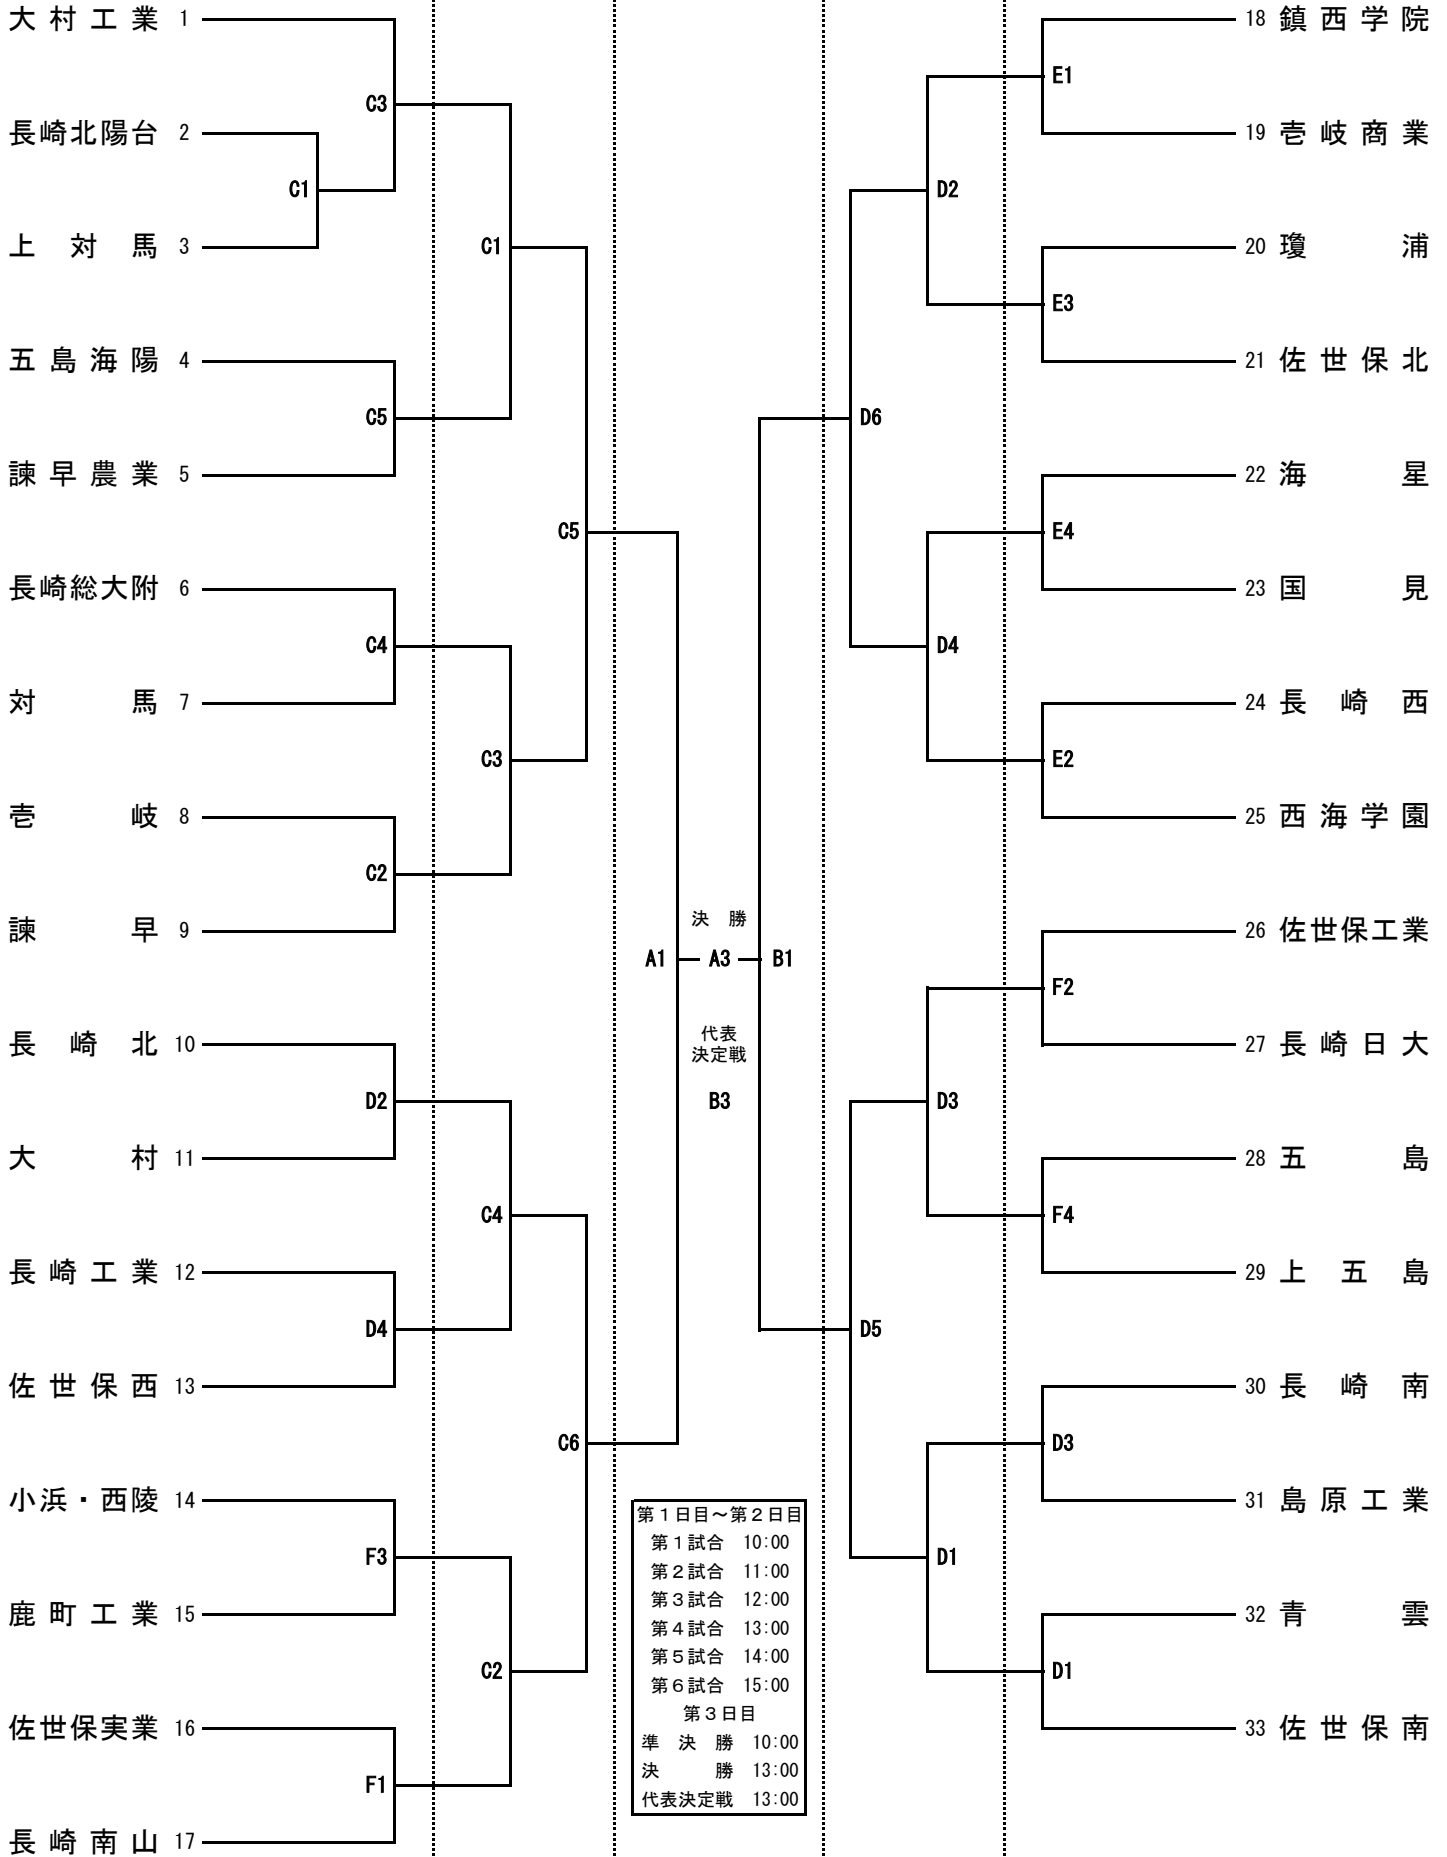 大村工業 1
C3
長崎北陽台 2
C1
上対馬 3
C1
五島海陽 4
C5
諫早農業 5
C5
長崎総大附 6
C4
対馬 7
C3
壱岐 8
C2
諫早 9
長崎北 10
D2
大村 11
C4
長崎工業 12
D4
佐世保西 13
C6
小浜・西陵 14
F3
鹿町工業 15
C2
佐世保実業 16
F1
長崎南山 17
決勝
A1 A3 B1
代表
決定戦
B3
第1日目～第2日目
第1試合 10:00
第2試合 11:00
第3試合 12:00
第4試合 13:00
第5試合 14:00
第6試合 15:00
第3日目
準決勝 10:00
決勝 13:00
代表決定戦 13:00
18 鎮西学院
E1
19 壱岐商業
D2
20 瓊浦
E3
21 佐世保北
D6
22 海星
E4
23 国見
D4
24 長崎西
E2
25 西海学園
26 佐世保工業
F2
27 長崎日大
D3
28 五島
F4
29 上五島
D5
30 長崎南
D3
31 島原工業
D1
32 青雲
D1
33 佐世保南